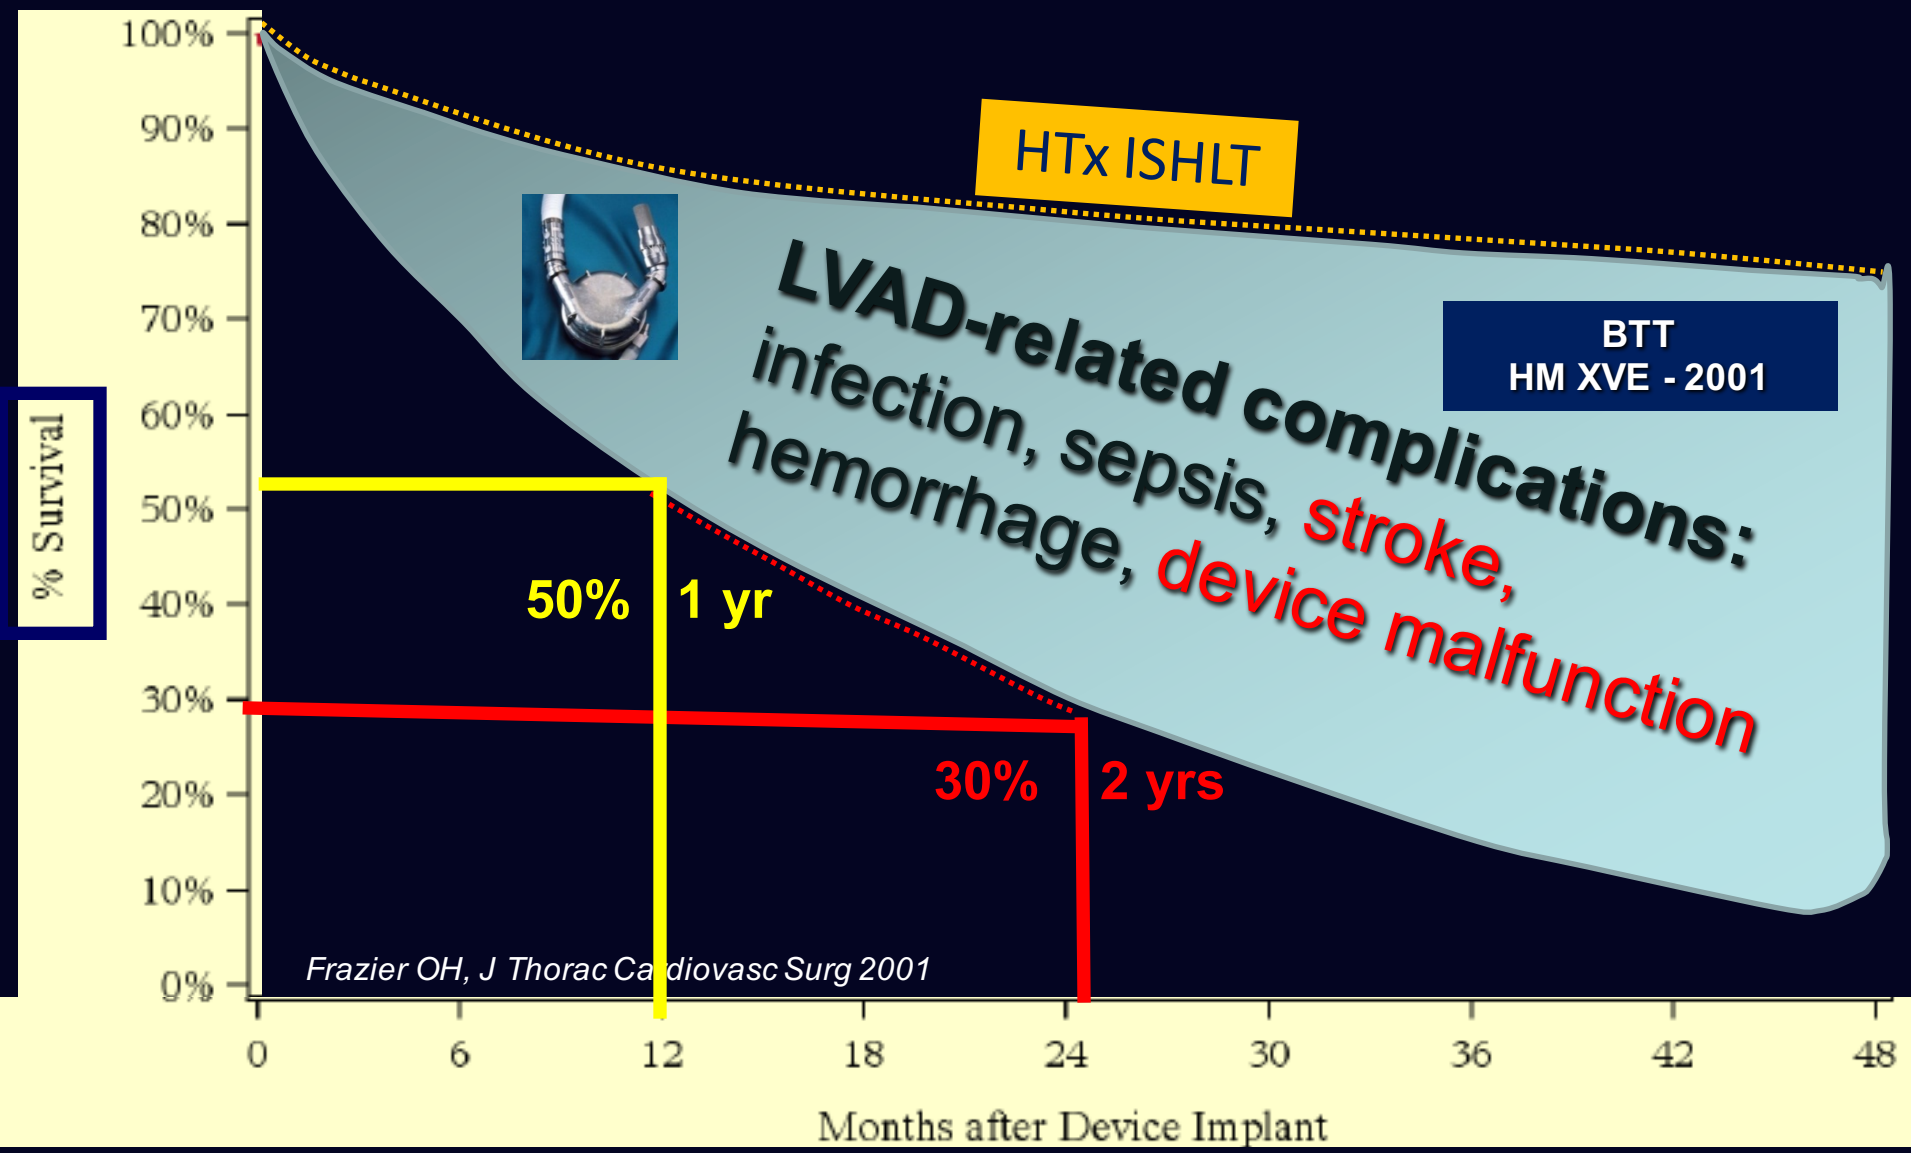 100%
90%
80%
70%
60%
50%
40%
30%
20%
10%
0%
% Survival
HTx ISHLT
LVAD-related complications:
infection, sepsis, stroke,
hemorrhage, device malfunction
BTT
HM XVE - 2001
50% 1 yr
30% 2 yrs
Frazier OH, J Thorac Cardiovasc Surg 2001
0 6 12 18 24 30 36 42 48
Months after Device Implant